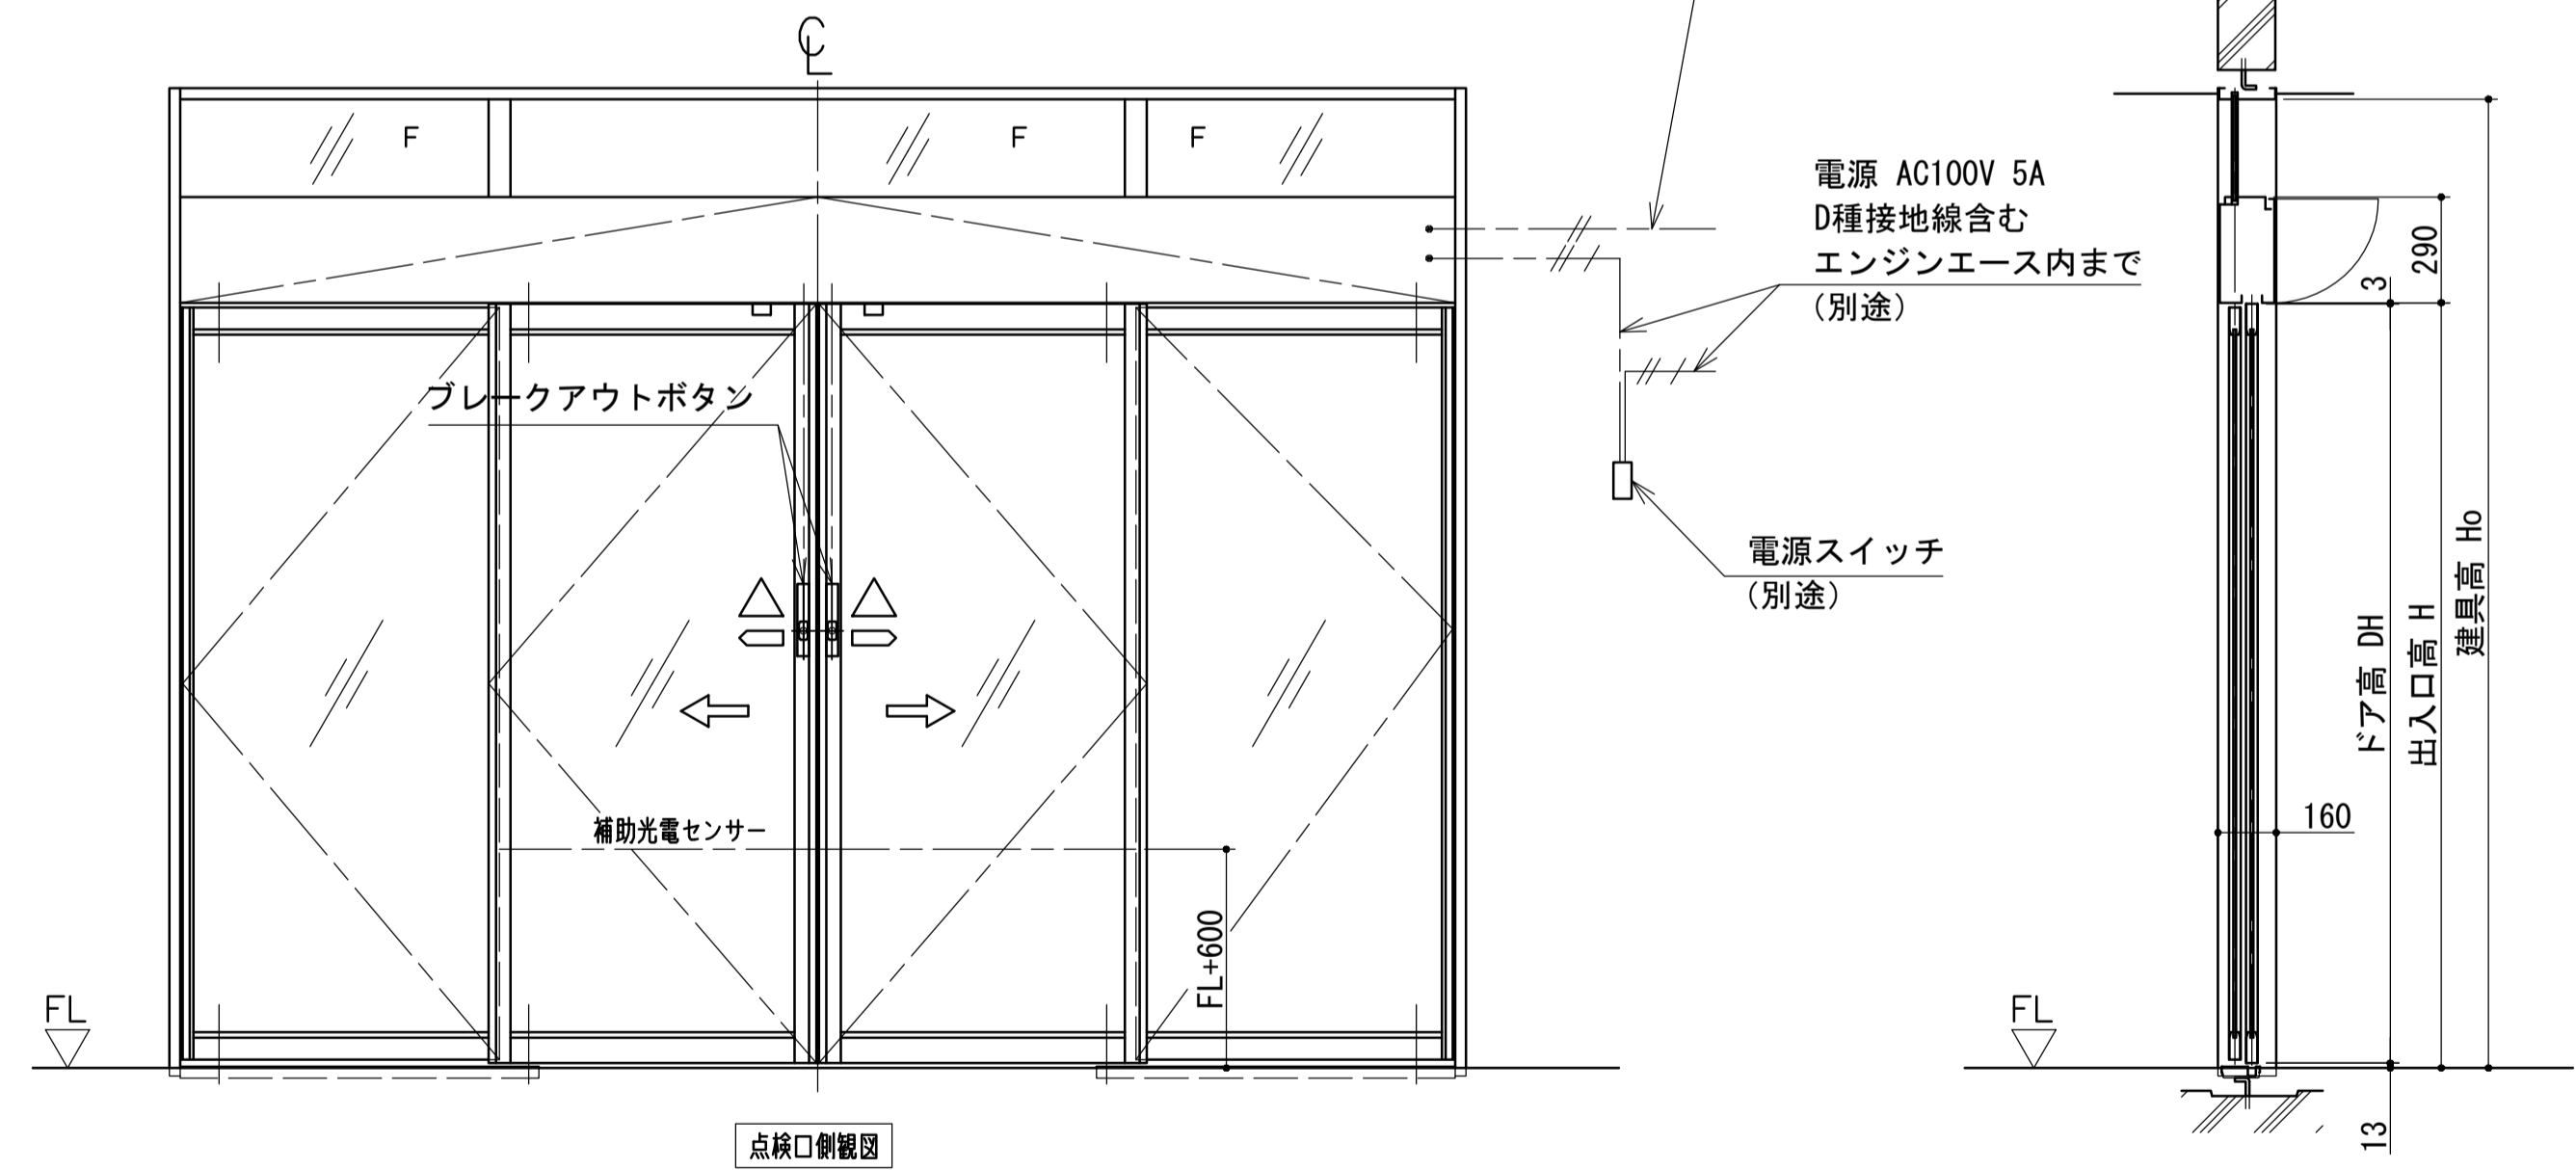 CL
F
F
F
電源 AC100V 5A
D種接地線含む
エンジンエース内まで
(別途)
ブレークアウトボタン
電源スイッチ
(別途)
補助光電センサー
FL+600
FL
点検口側観図
290
3
ドア高 DH
出入口高 H
建具高 Ho
160
FL
13